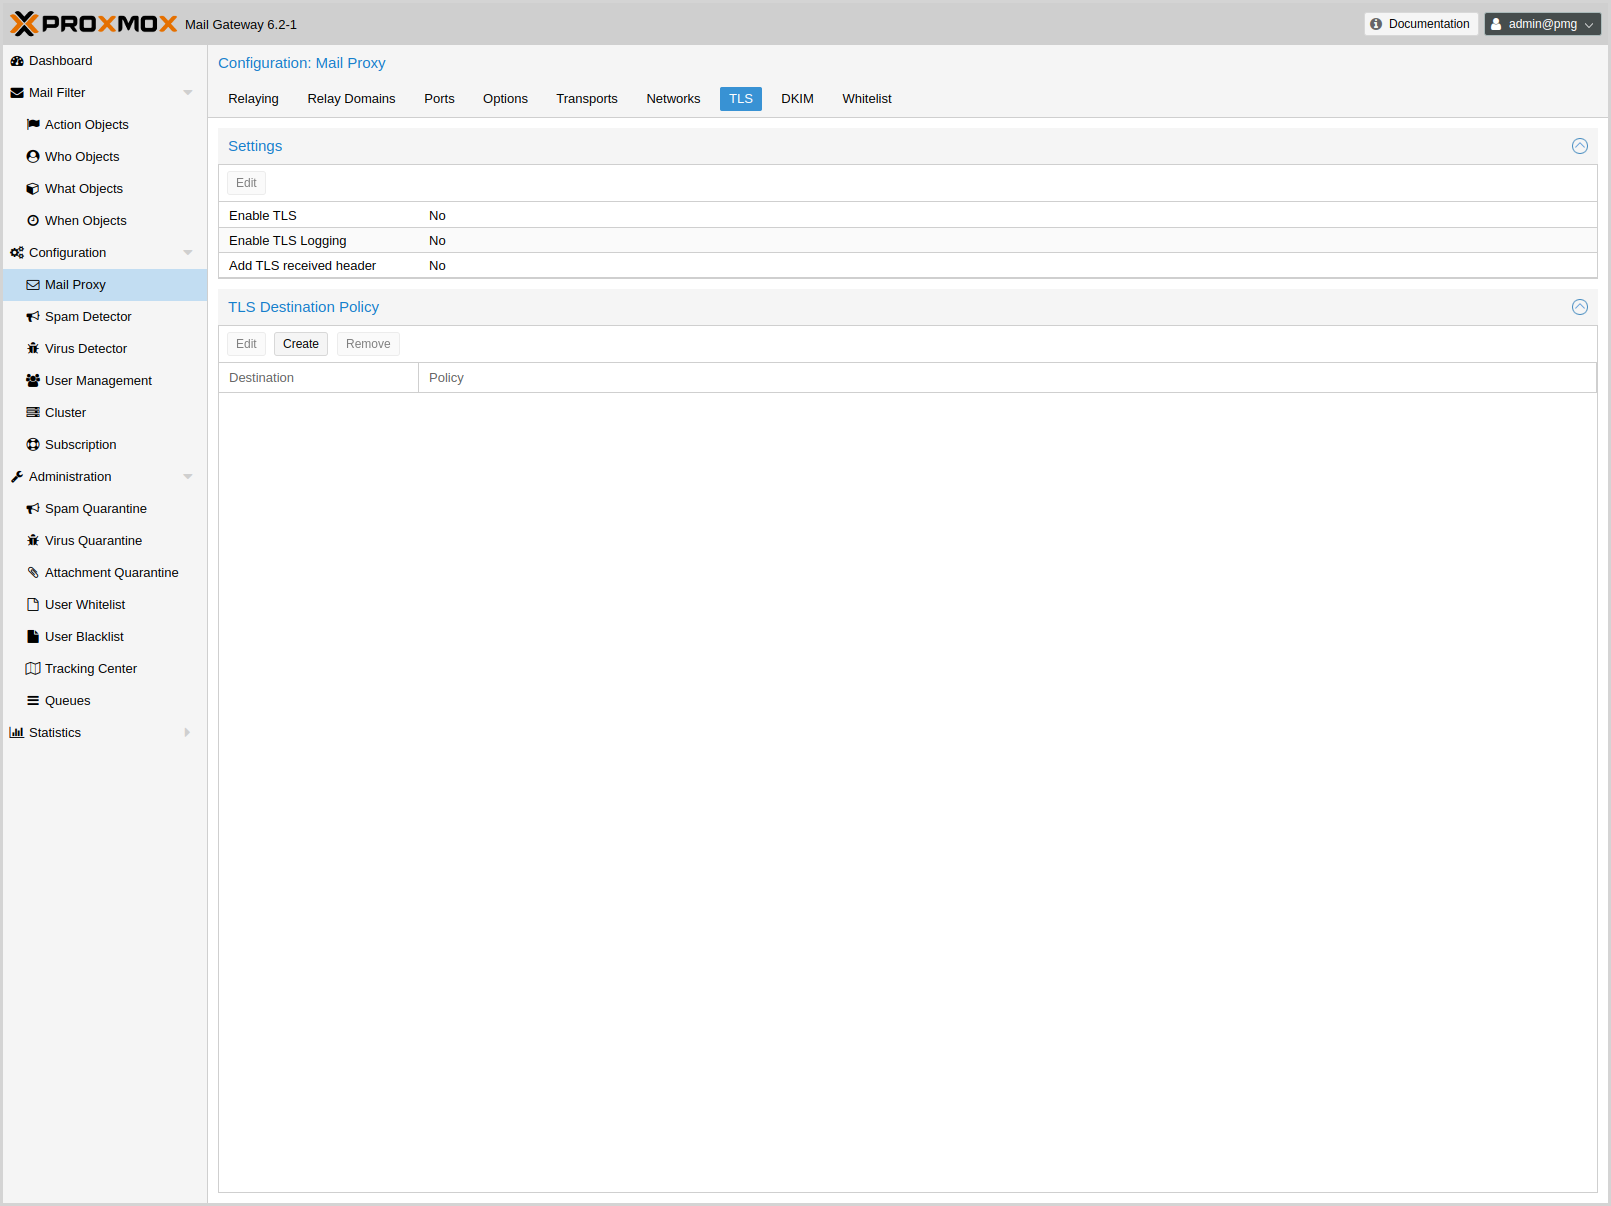 PROXMOX Mail Gateway 6.2-1
Documentation
admin@pmg
Dashboard
Mail Filter
Action Objects
Who Objects
What Objects
When Objects
Configuration
Mail Proxy
Spam Detector
Virus Detector
User Management
Cluster
Subscription
Administration
Spam Quarantine
Virus Quarantine
Attachment Quarantine
User Whitelist
User Blacklist
Tracking Center
Queues
Statistics
Configuration: Mail Proxy
Relaying Relay Domains Ports Options Transports Networks TLS DKIM Whitelist
Settings
Edit
Enable TLS No
Enable TLS Logging No
Add TLS received header No
TLS Destination Policy
Edit Create Remove
Destination Policy